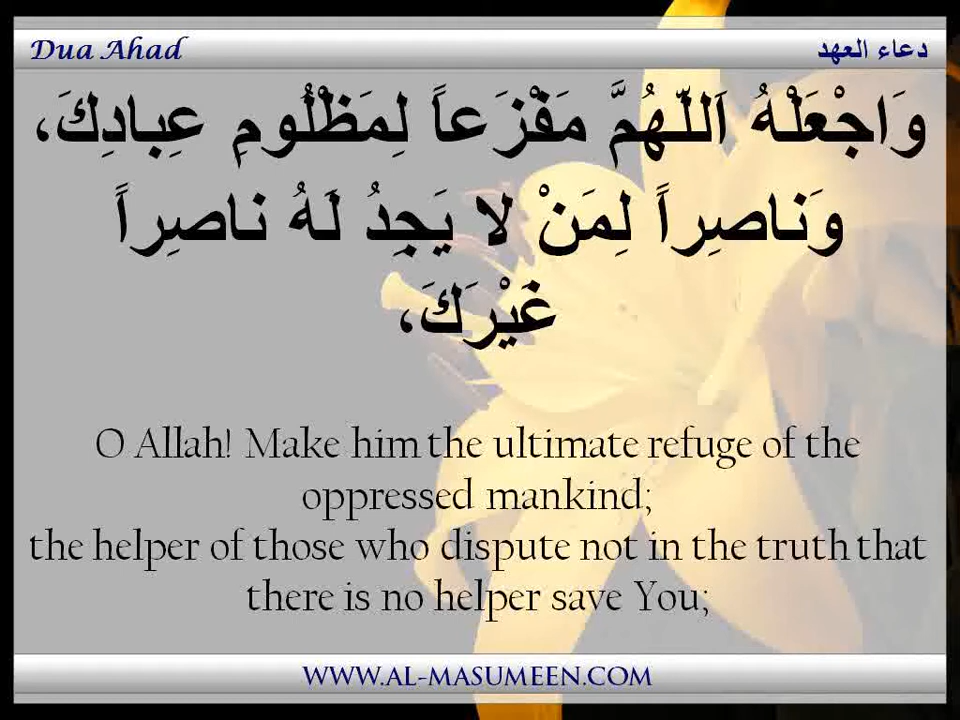 Dua Ahad
دعاء العهد
وَاجْعَلْهُ اَللّهُمَّ مَفْزَعاً لِمَظْلُومِ عِبادِكَ،
وَناصِراً لِمَنْ لا يَجِدُ لَهُ ناصِراً
غَيْرَكَ،
O Allah! Make him the ultimate refuge of the
oppressed mankind;
the helper of those who dispute not in the truth that
there is no helper save You;
WWW.AL-MASUMEEN.COM